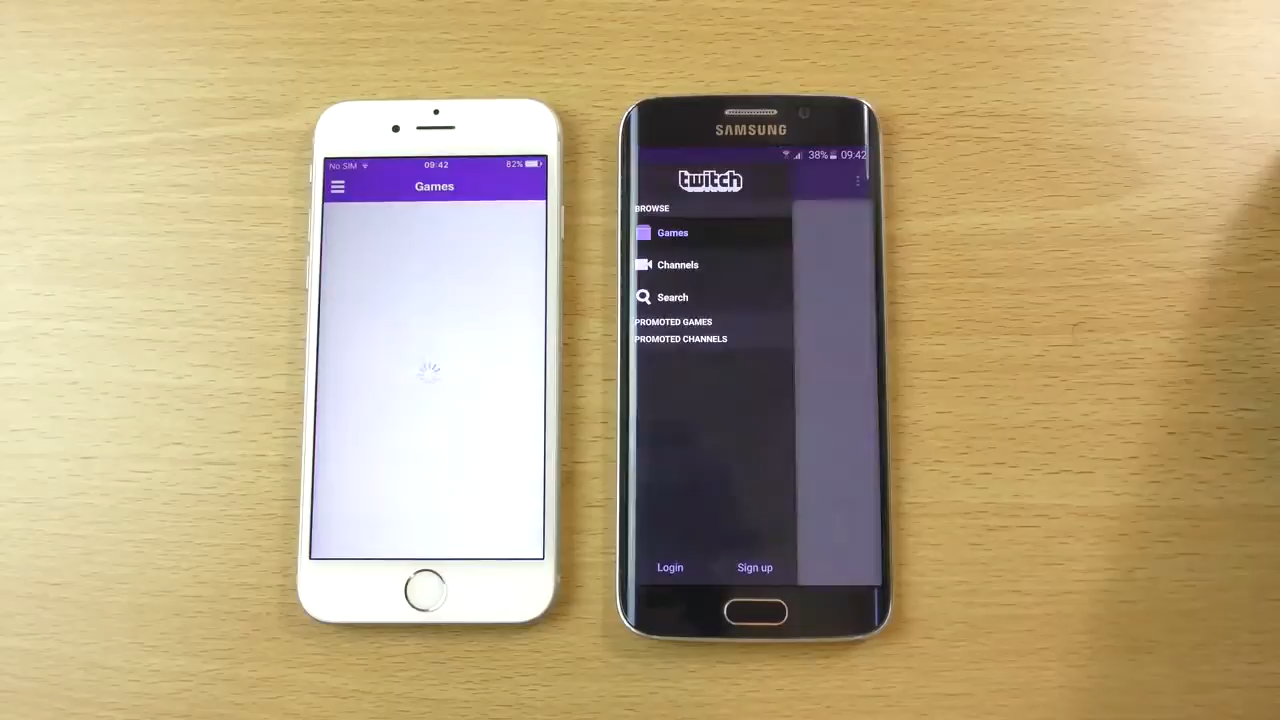 No SIM 09:42 82%
Games
SAMSUNG
38% 09:42
twitch
BROWSE
Games
Channels
Search
PROMOTED GAMES
PROMOTED CHANNELS
Login Sign up